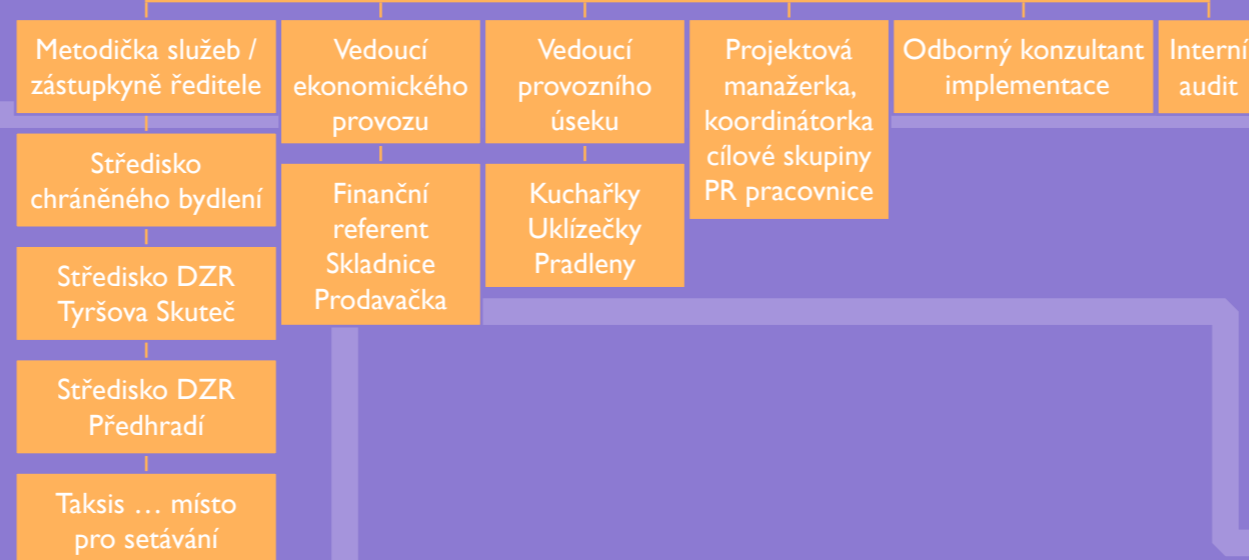 Metodička služeb /
zástupkyně ředitele
Vedoucí
ekonomického
provozu
Vedoucí
provozního
úseku
Projektová
manažerka,
koordinátorka
cílové skupiny
PR pracovnice
Odborný konzultant
implementace
Interní
audit
Středisko
chráněného bydlení
Finanční
referent
Skladnice
Prodavačka
Kuchařky
Uklízečky
Pradleny
Středisko DZR
Tyršova Skuteč
Středisko DZR
Předhradí
Taksis … místo
pro setávání